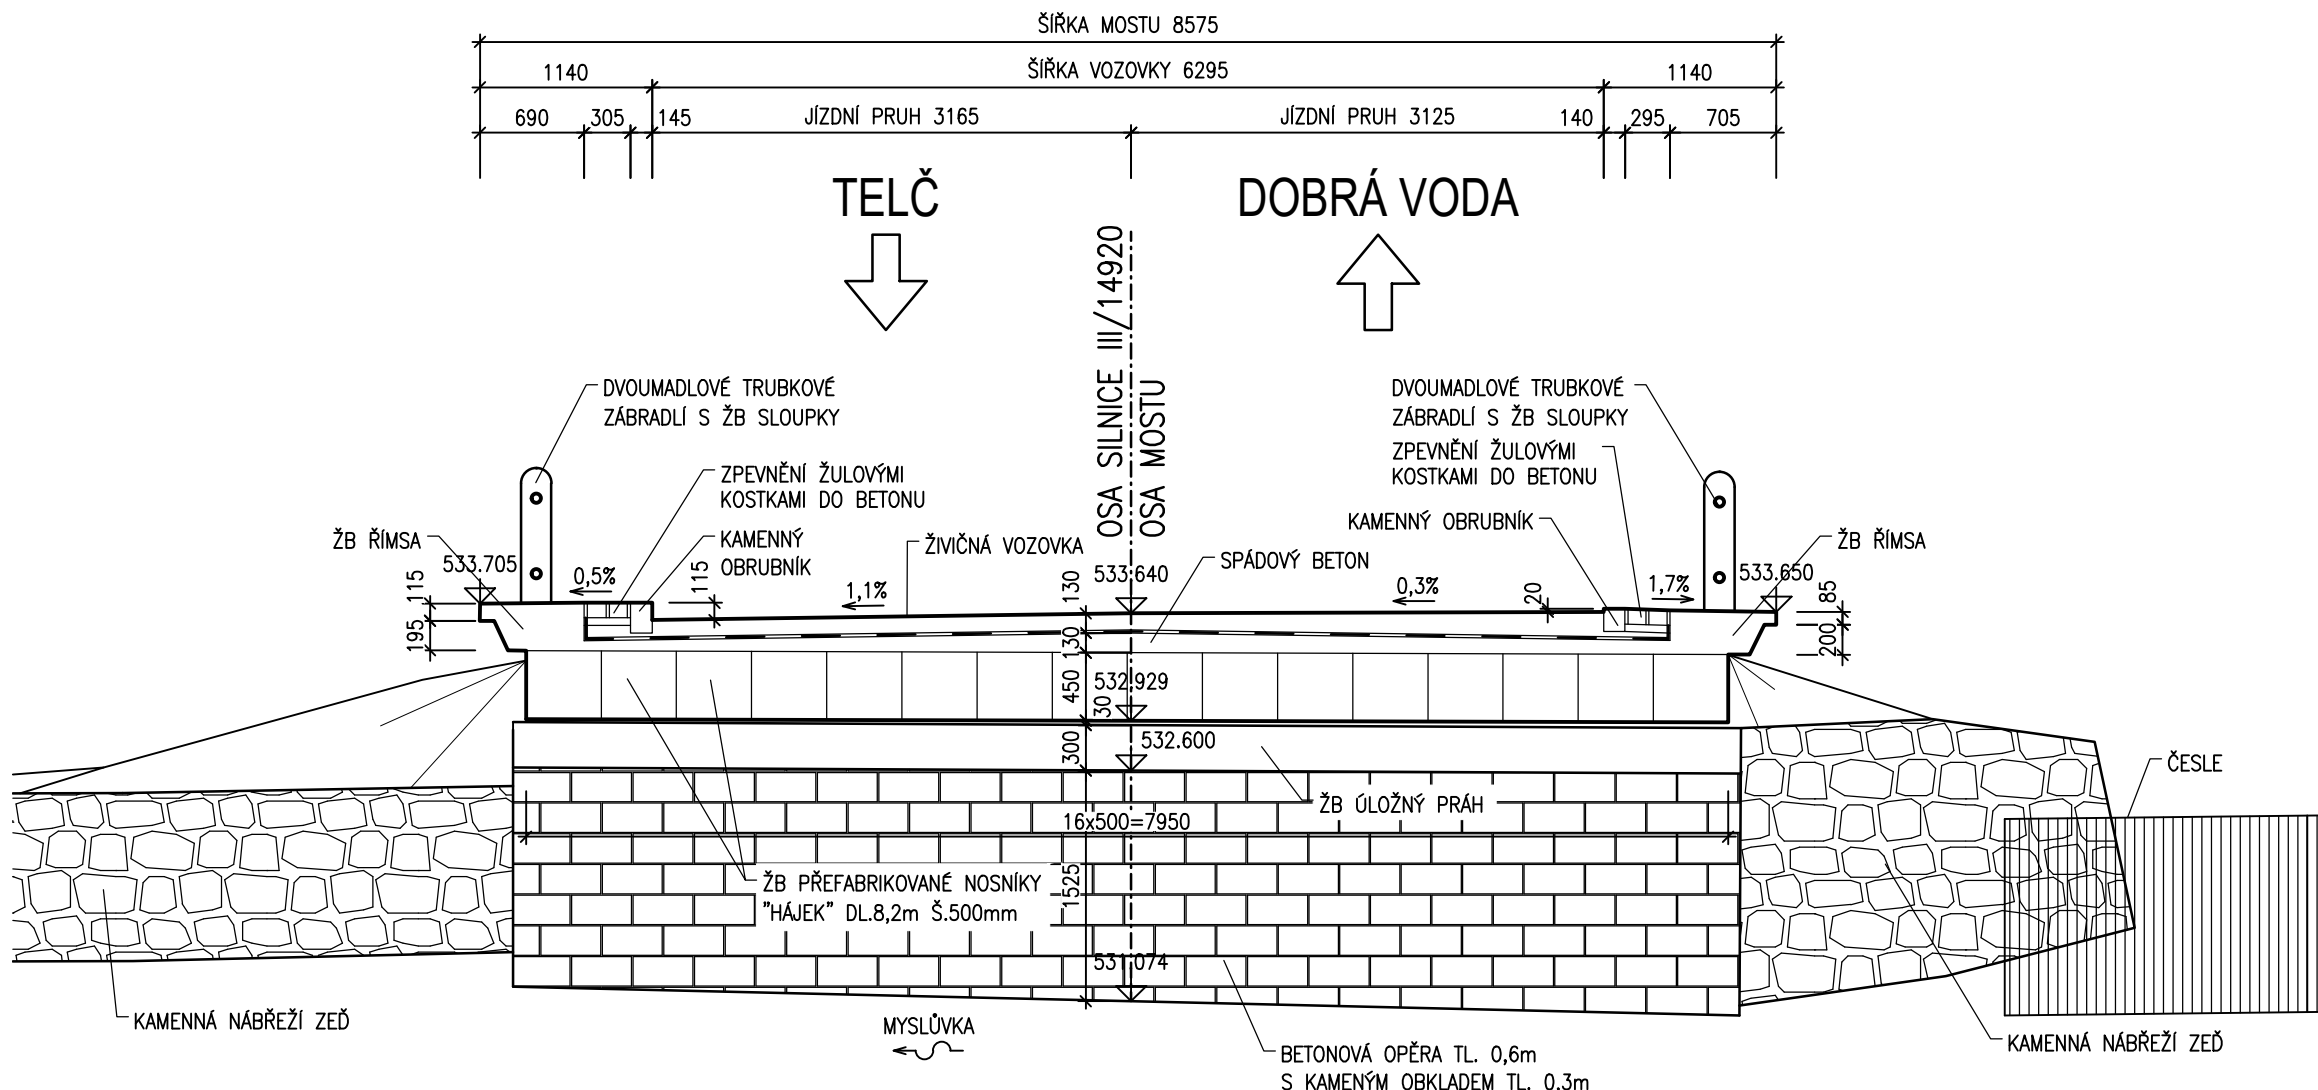 ŠÍŘKA MOSTU 8575
1140
ŠÍŘKA VOZOVKY 6295
1140
690
305
145
JÍZDNÍ PRUH 3165
JÍZDNÍ PRUH 3125
140
295
705
TELČ
DOBRÁ VODA
OSA SILNICE III/14920
OSA MOSTU
DVOUMADLOVÉ TRUBKOVÉ
ZÁBRADLÍ S ŽB SLOUPKY
DVOUMADLOVÉ TRUBKOVÉ
ZÁBRADLÍ S ŽB SLOUPKY
ZPEVNĚNÍ ŽULOVÝMI
KOSTKAMI DO BETONU
ZPEVNĚNÍ ŽULOVÝMI
KOSTKAMI DO BETONU
KAMENNÝ OBRUBNÍK
ŽB ŘÍMSA
KAMENNÝ
OBRUBNÍK
ŽIVIČNÁ VOZOVKA
SPÁDOVÝ BETON
ŽB ŘÍMSA
533.705
0,5%
115
1,1%
130
533.640
0,3%
20
1,7%
533.650
115
195
85
200
130
450
532.929
30
300
532.600
ČESLE
ŽB ÚLOŽNÝ PRÁH
16x500=7950
ŽB PŘEFABRIKOVANÉ NOSNÍKY
"HÁJEK" DL.8,2m Š.500mm
1525
531.074
KAMENNÁ NÁBŘEŽÍ ZEĎ
MYSLŮVKA
BETONOVÁ OPĚRA TL. 0,6m
S KAMENÝM OBKLADEM TL. 0,3m
KAMENNÁ NÁBŘEŽÍ ZEĎ